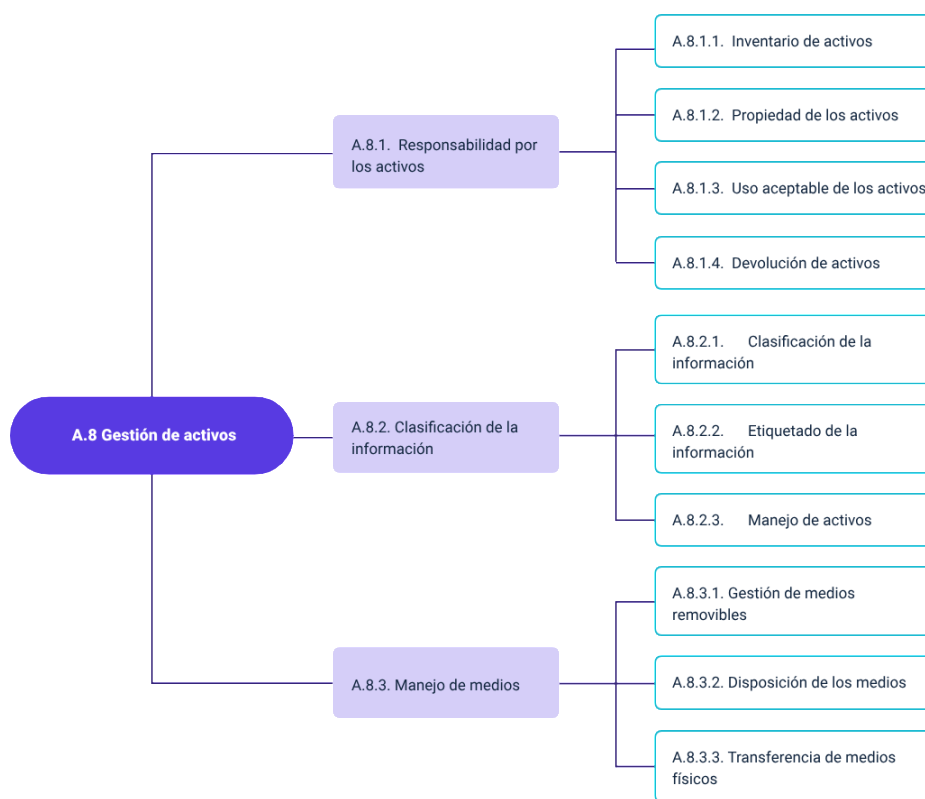 A.8 Gestión de activos
A.8.1. Responsabilidad por
los activos
A.8.1.1. Inventario de activos
A.8.1.2. Propiedad de los activos
A.8.1.3. Uso aceptable de los activos
A.8.1.4. Devolución de activos
A.8.2. Clasificación de la
información
A.8.2.1. Clasificación de la
información
A.8.2.2. Etiquetado de la
información
A.8.2.3. Manejo de activos
A.8.3. Manejo de medios
A.8.3.1. Gestión de medios
removibles
A.8.3.2. Disposición de los medios
A.8.3.3. Transferencia de medios
físicos